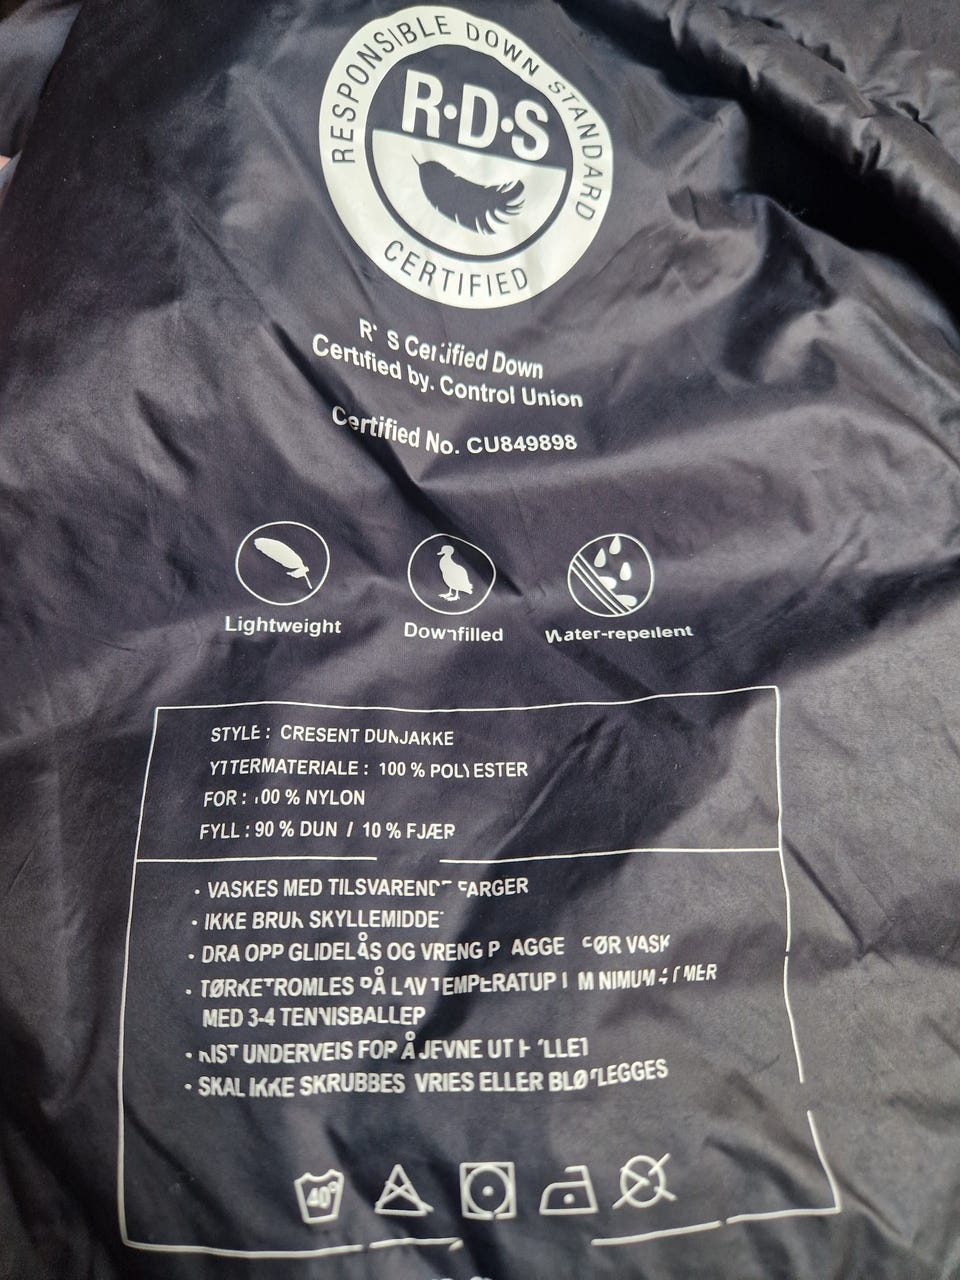 RESPONSIBLE DOWN STANDARD
R·D·S
CERTIFIED
S Certified Down
Certified by. Control Union
Certified No. CU849898
Lightweight
Downfilled
Water-repellent
STYLE : CRESENT DUNJAKKE
YTTERMATERIALE : 100 % POLYESTER
FOR : 100 % NYLON
FYLL : 90 % DUN / 10 % FJÆR
· VASKES MED TILSVARENDE FARGER
· IKKE BRUK SKYLLEMIDDEL
· DRA OPP GLIDELÅS OG VRENG FØR VASK
· TØRKETROMLES PÅ LAV TEMPERATUR I MINIMUM
MED 3-4 TENNISBALLER
· RIST UNDERVEIS FOR Å JEVNE UT FYLLET
· SKAL IKKE SKRUBBES VRIES ELLER BLØTLEGGES
40°